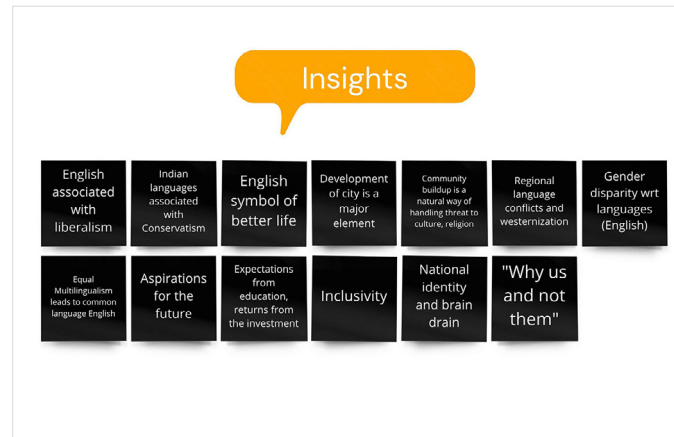 Insights
English
associated
with
liberalism
Indian
languages
associated
with
Conservatism
English
symbol of
better life
Development
of city is a
major
element
Community
buildup is a
natural way of
handling threat to
culture, religion
Regional
language
conflicts and
westernization
Gender
disparity wrt
languages
(English)
Equal
Multilingualism
leads to common
language English
Aspirations
for the
future
Expectations
from
education,
returns from
the investment
Inclusivity
National
identity
and brain
drain
"Why us
and not
them"